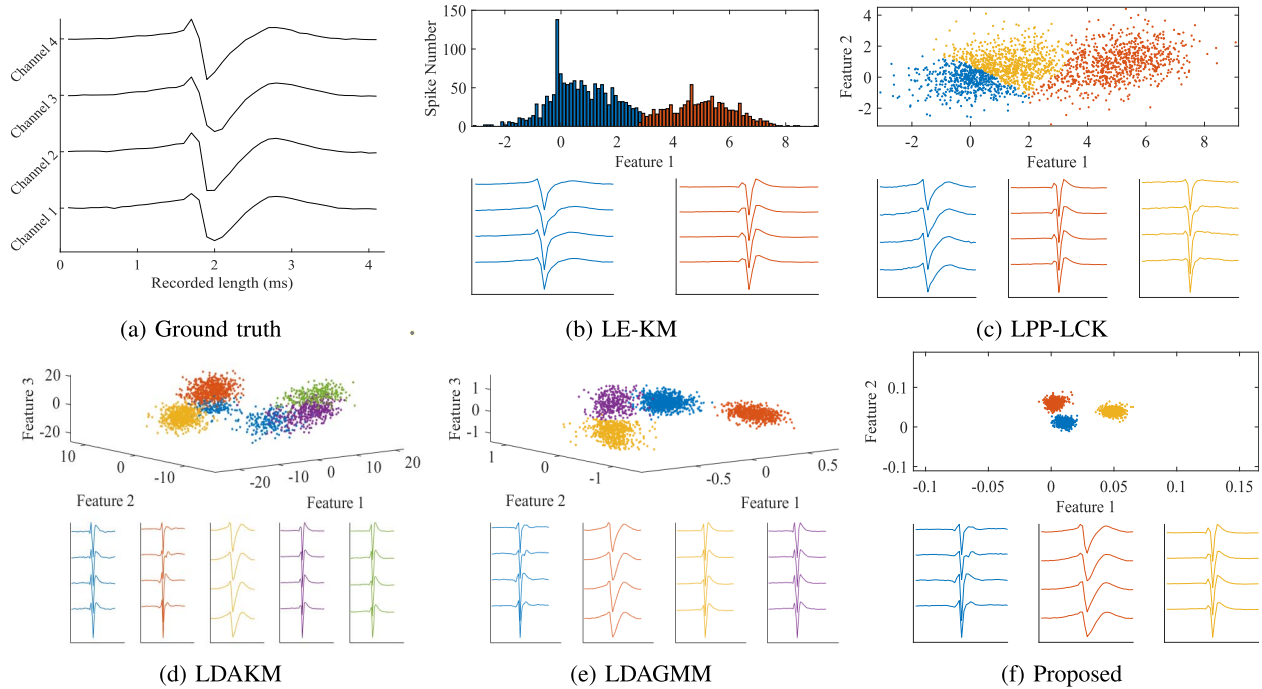 Channel 4
Channel 3
Channel 2
Channel 1
0 1 2 3 4
Recorded length (ms)
(a) Ground truth
150
100
50
0
Spike Number
-2 0 2 4 6 8
Feature 1
(b) LE-KM
4
2
0
-2
Feature 2
-2 0 2 4 6 8
Feature 1
(c) LPP-LCK
20
0
-20
Feature 3
10 0 -10
Feature 2
-20 -10 0 10 20
Feature 1
(d) LDAKM
1
0
-1
Feature 3
1 0 -1
Feature 2
-0.5 0 0.5
Feature 1
(e) LDAGMM
0.1
0
-0.1
Feature 2
-0.1 -0.05 0 0.05 0.1 0.15
Feature 1
(f) Proposed